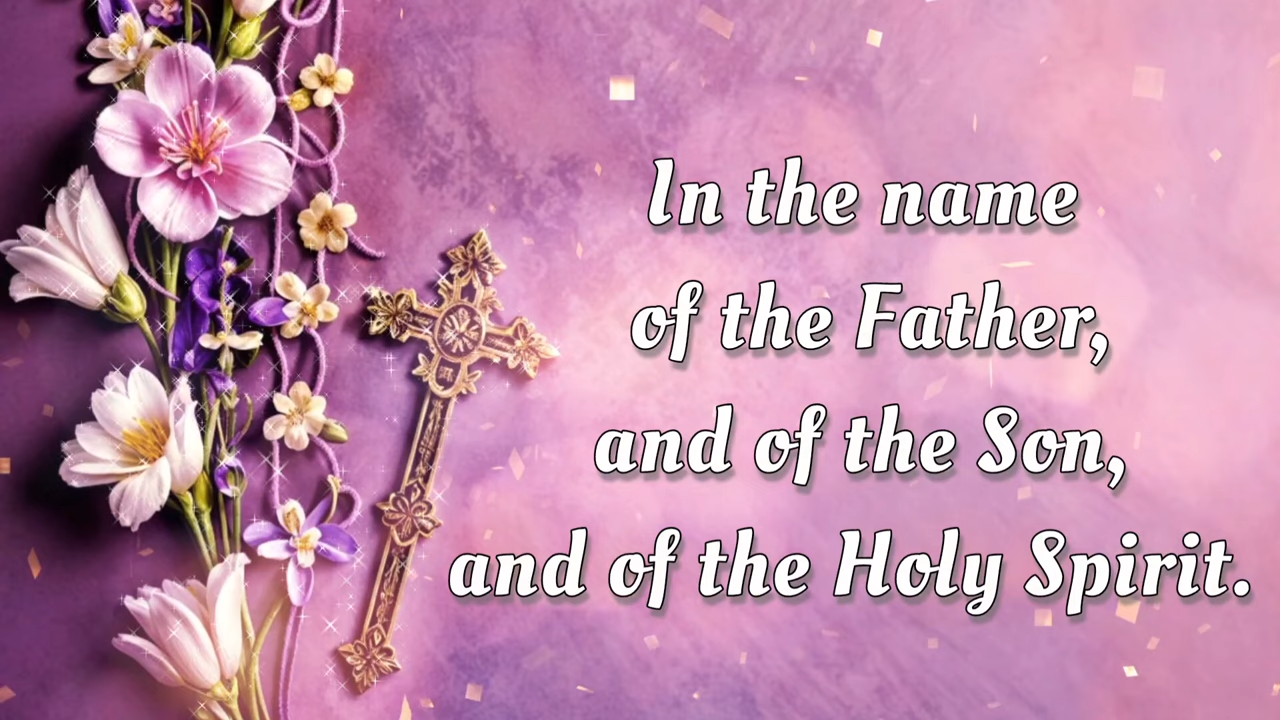 In the name
of the Father,
and of the Son,
and of the Holy Spirit.